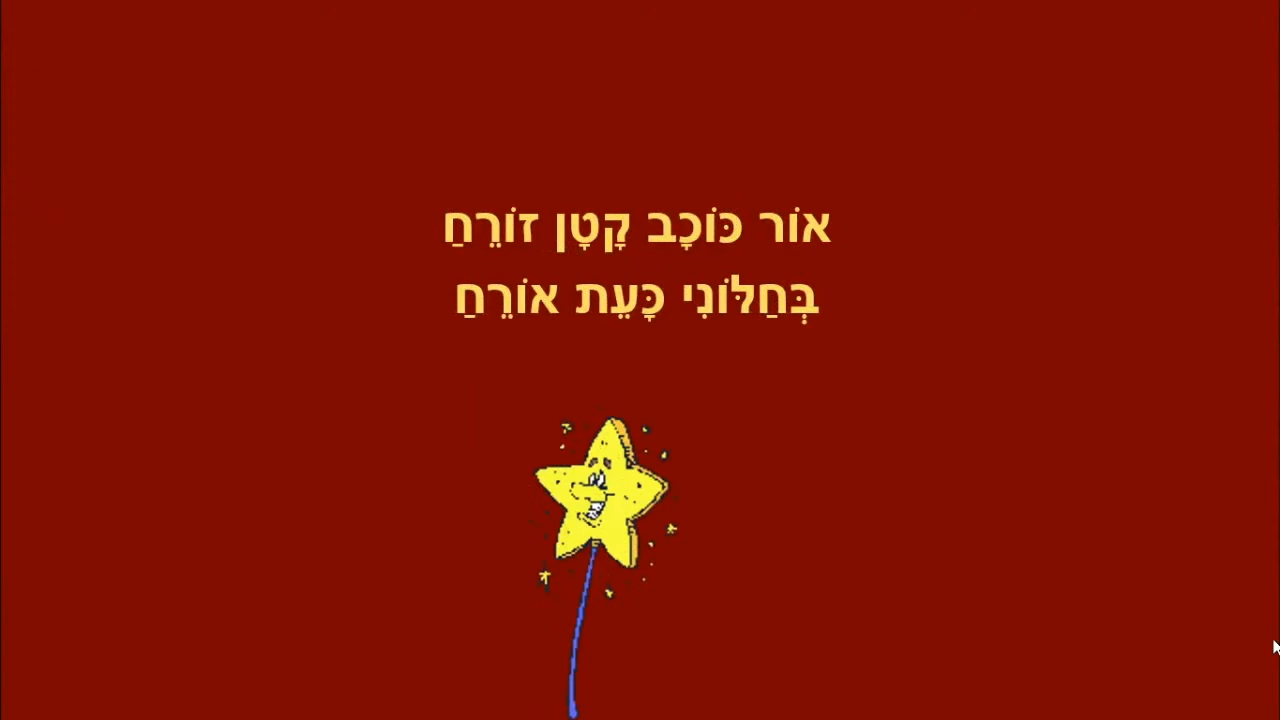 אוֹר כּוֹכָב קָטָן זוֹרֵחַ
בְּחַלּוֹנִי כָּעֵת אוֹרֵחַ